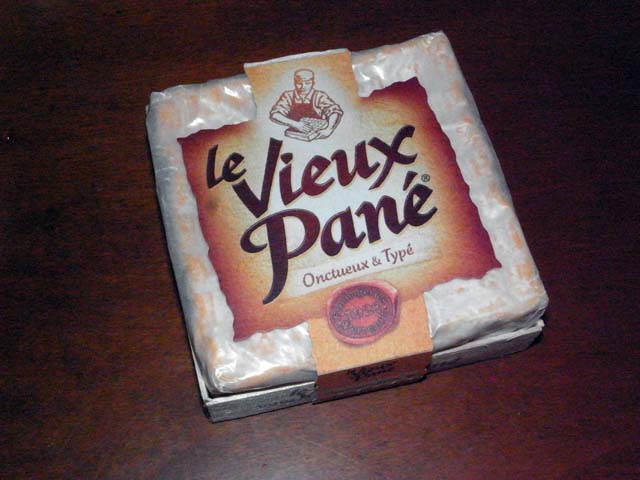 le Vieux
Pané®
Onctueux & Typé